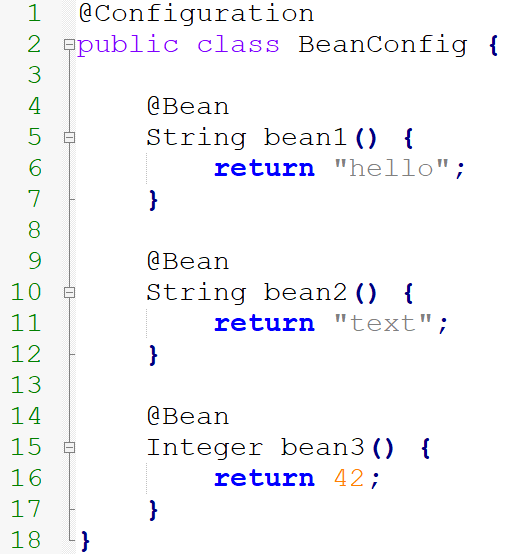 1 @Configuration
2 public class BeanConfig {
3
4     @Bean
5     String bean1() {
6         return "hello";
7     }
8
9     @Bean
10     String bean2() {
11         return "text";
12     }
13
14     @Bean
15     Integer bean3() {
16         return 42;
17     }
18 }